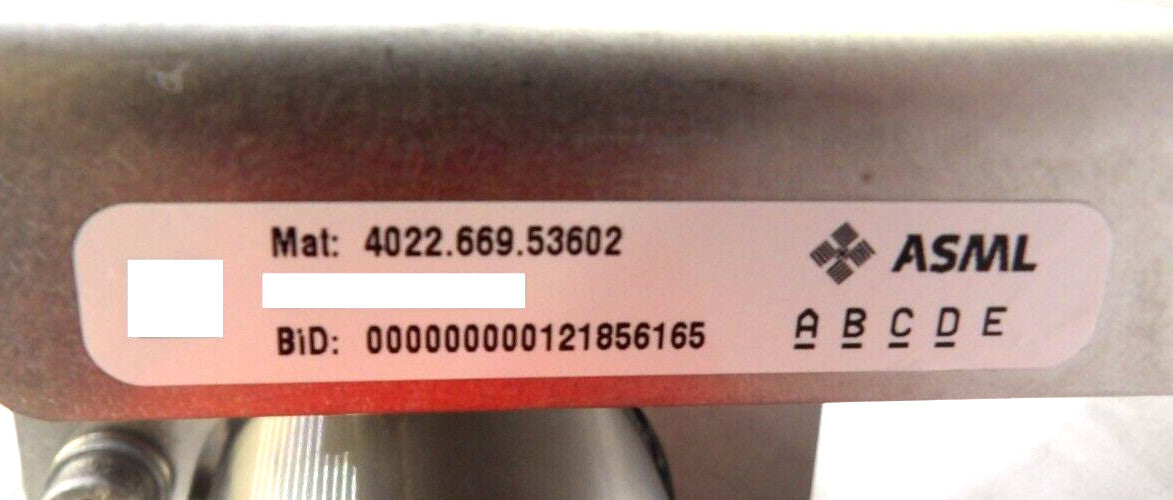 Mat: 4022.669.53602
BiD: 000000000121856165
ASML
A B C D E